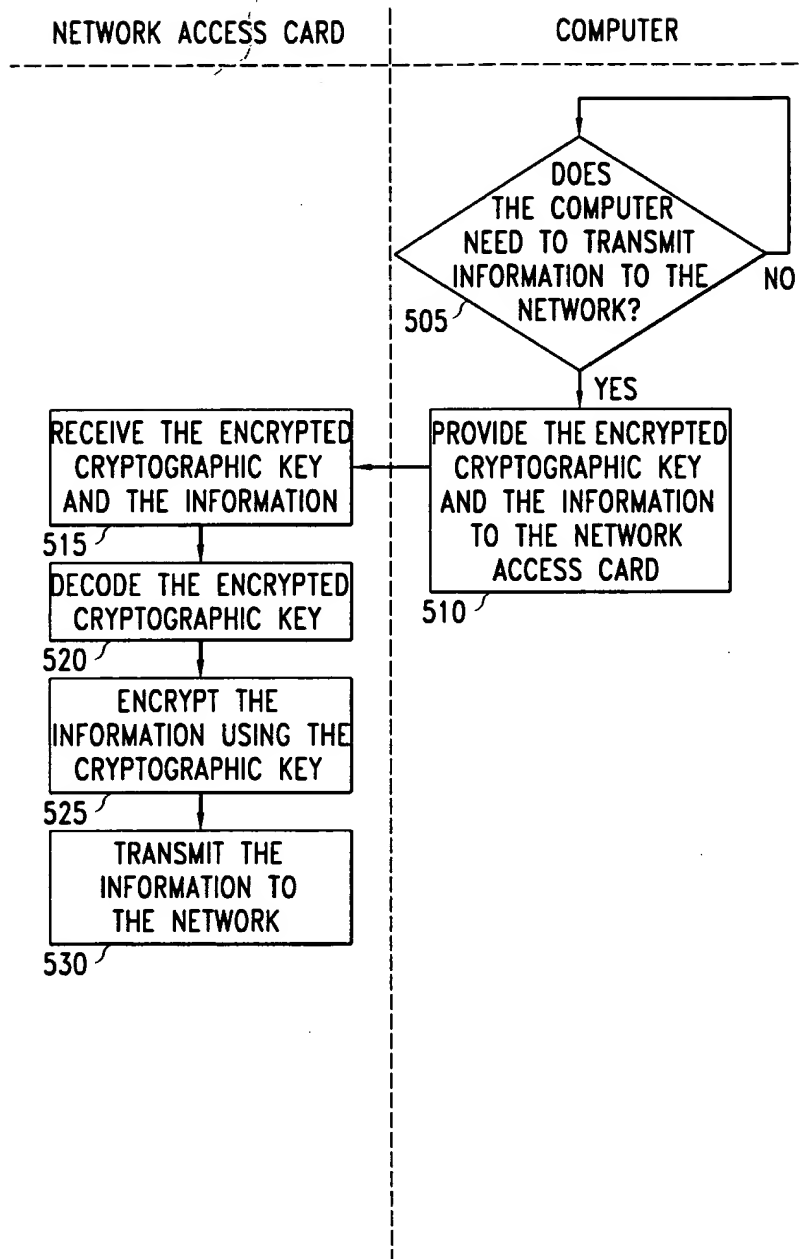 NETWORK ACCESS CARD
COMPUTER
DOES
THE COMPUTER
NEED TO TRANSMIT
INFORMATION TO THE
NETWORK?
NO
505
YES
PROVIDE THE ENCRYPTED
CRYPTOGRAPHIC KEY
AND THE INFORMATION
TO THE NETWORK
ACCESS CARD
510
RECEIVE THE ENCRYPTED
CRYPTOGRAPHIC KEY
AND THE INFORMATION
515
DECODE THE ENCRYPTED
CRYPTOGRAPHIC KEY
520
ENCRYPT THE
INFORMATION USING THE
CRYPTOGRAPHIC KEY
525
TRANSMIT THE
INFORMATION TO
THE NETWORK
530